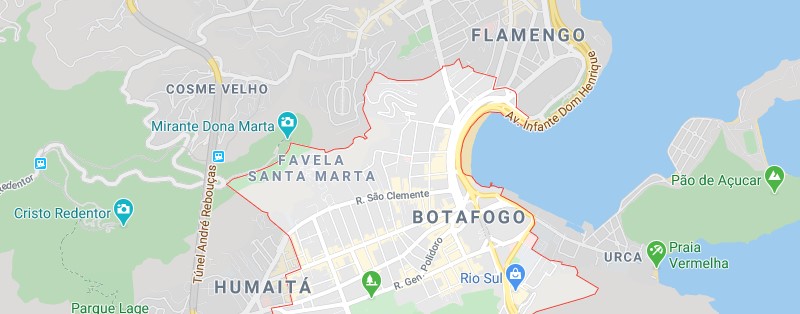 FLAMENGO
COSME VELHO
Av. Infante Dom Henrique
Mirante Dona Marta
FAVELA
SANTA MARTA
Túnel André Rebouças
Redentor
Pão de Açucar
R. São Clemente
Cristo Redentor
BOTAFOGO
R. Gen. Polidoro
URCA
Praia
Vermelha
Rio Sul
HUMAITÁ
Parque Lage